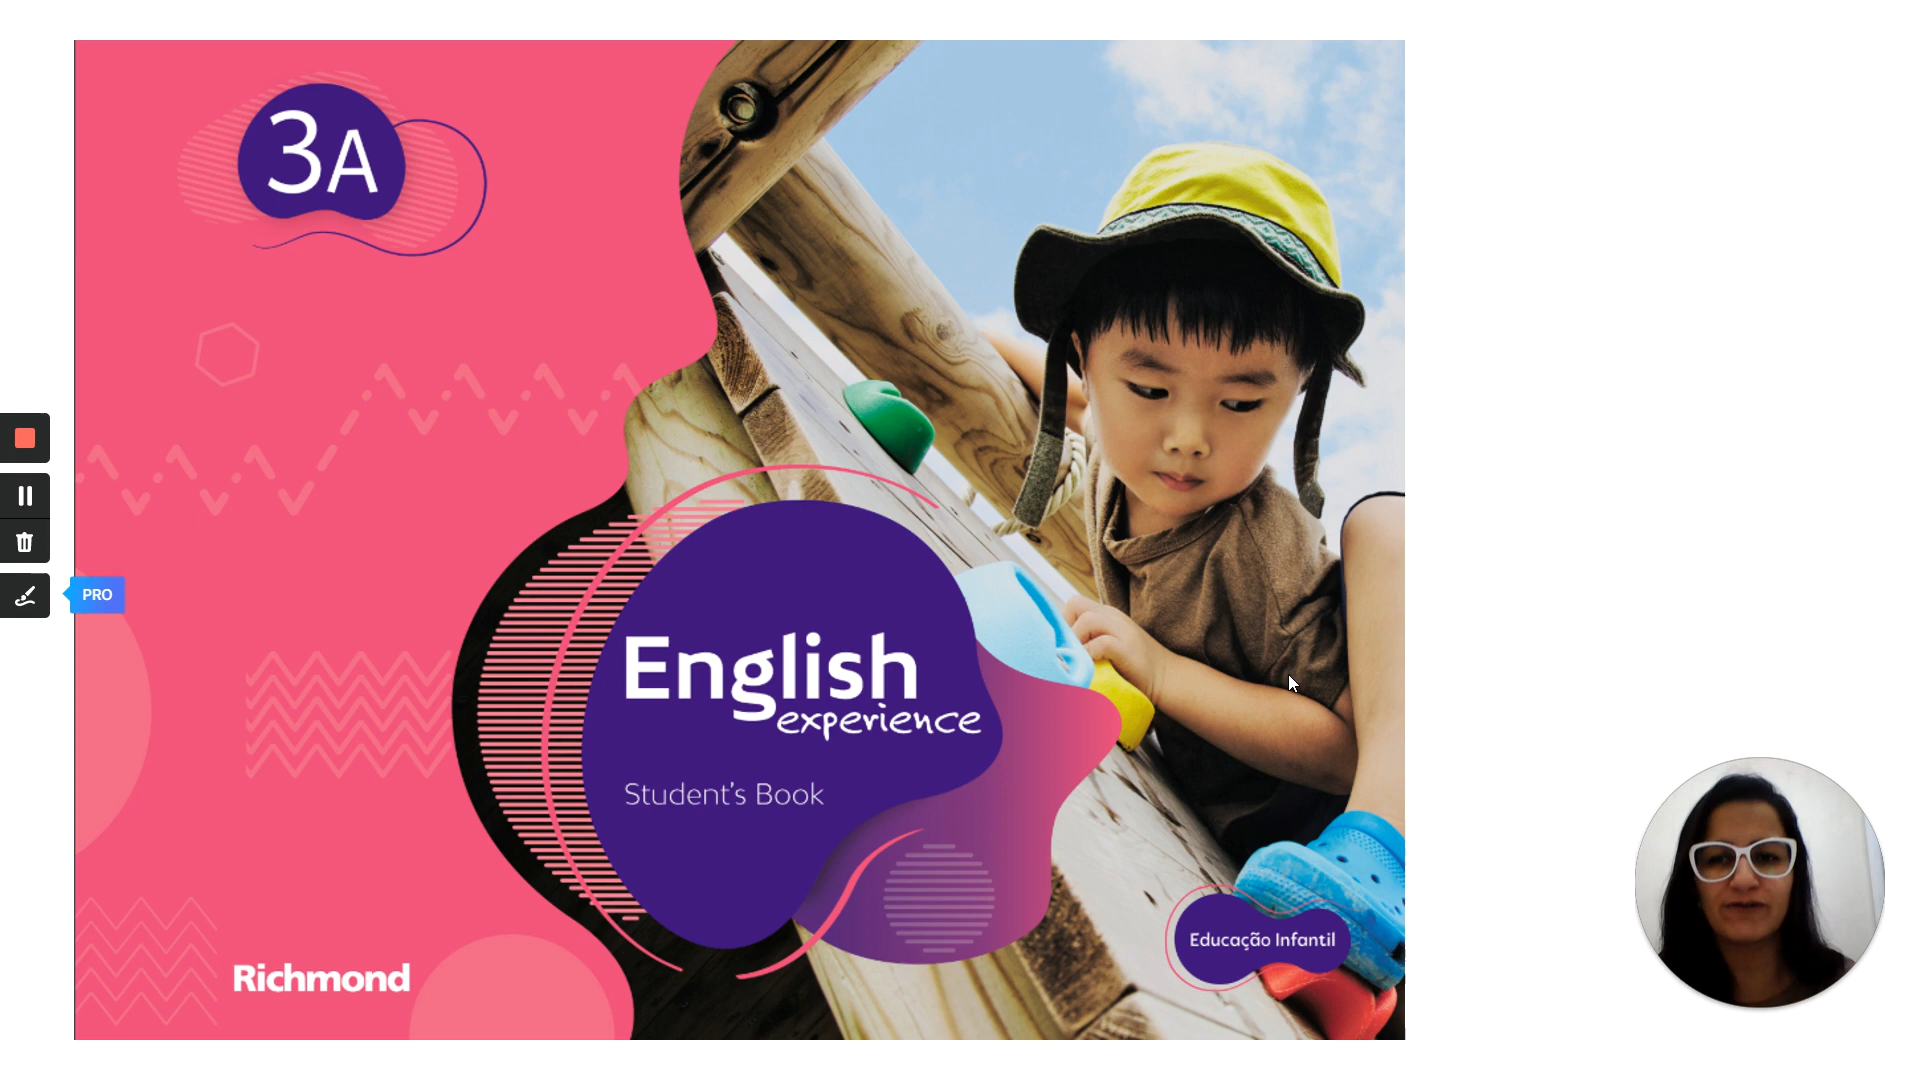 3A
PRO
English
experience
Student's Book
Educação Infantil
Richmond